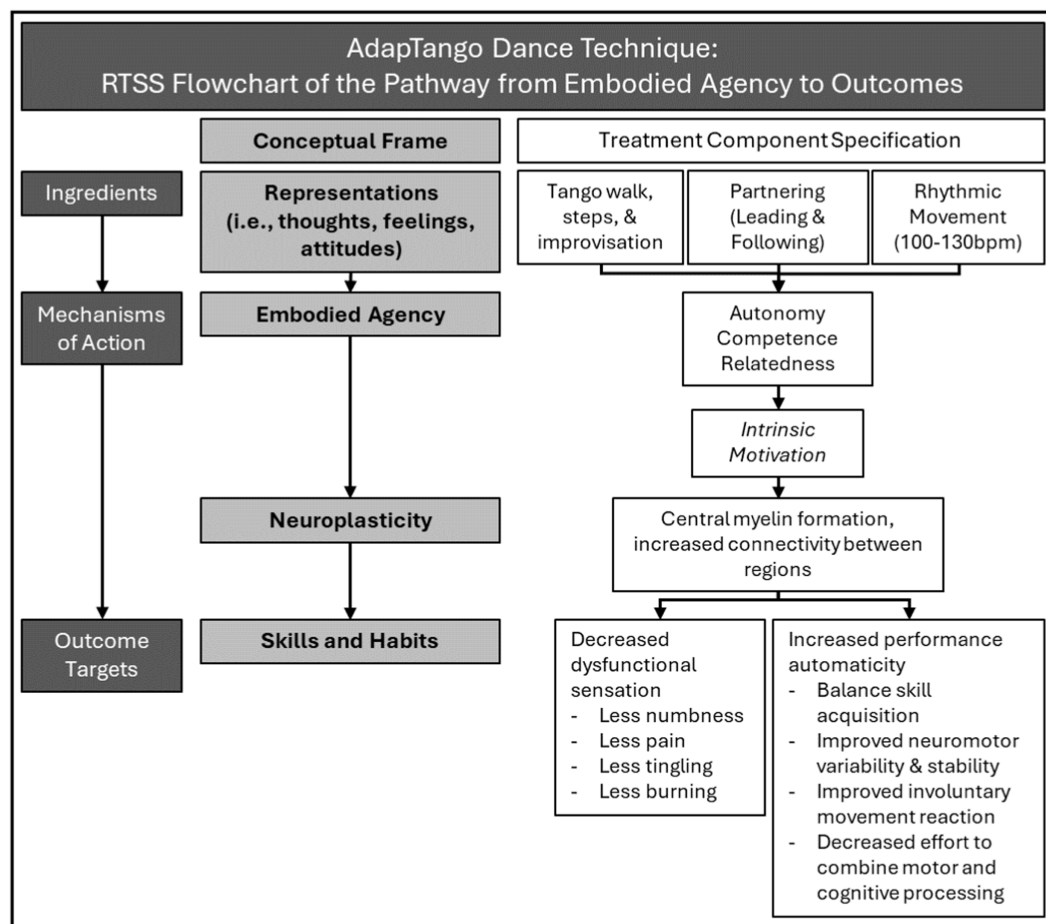 AdapTango Dance Technique:
RTSS Flowchart of the Pathway from Embodied Agency to Outcomes
Conceptual Frame
Treatment Component Specification
Ingredients
Representations
(i.e., thoughts, feelings,
attitudes)
Tango walk,
steps, &
improvisation
Partnering
(Leading &
Following)
Rhythmic
Movement
(100-130bpm)
Mechanisms
of Action
Embodied Agency
Autonomy
Competence
Relatedness
Intrinsic
Motivation
Neuroplasticity
Central myelin formation,
increased connectivity between
regions
Outcome
Targets
Skills and Habits
Decreased
dysfunctional
sensation
- Less numbness
- Less pain
- Less tingling
- Less burning
Increased performance
automaticity
- Balance skill
acquisition
- Improved neuromotor
variability & stability
- Improved involuntary
movement reaction
- Decreased effort to
combine motor and
cognitive processing